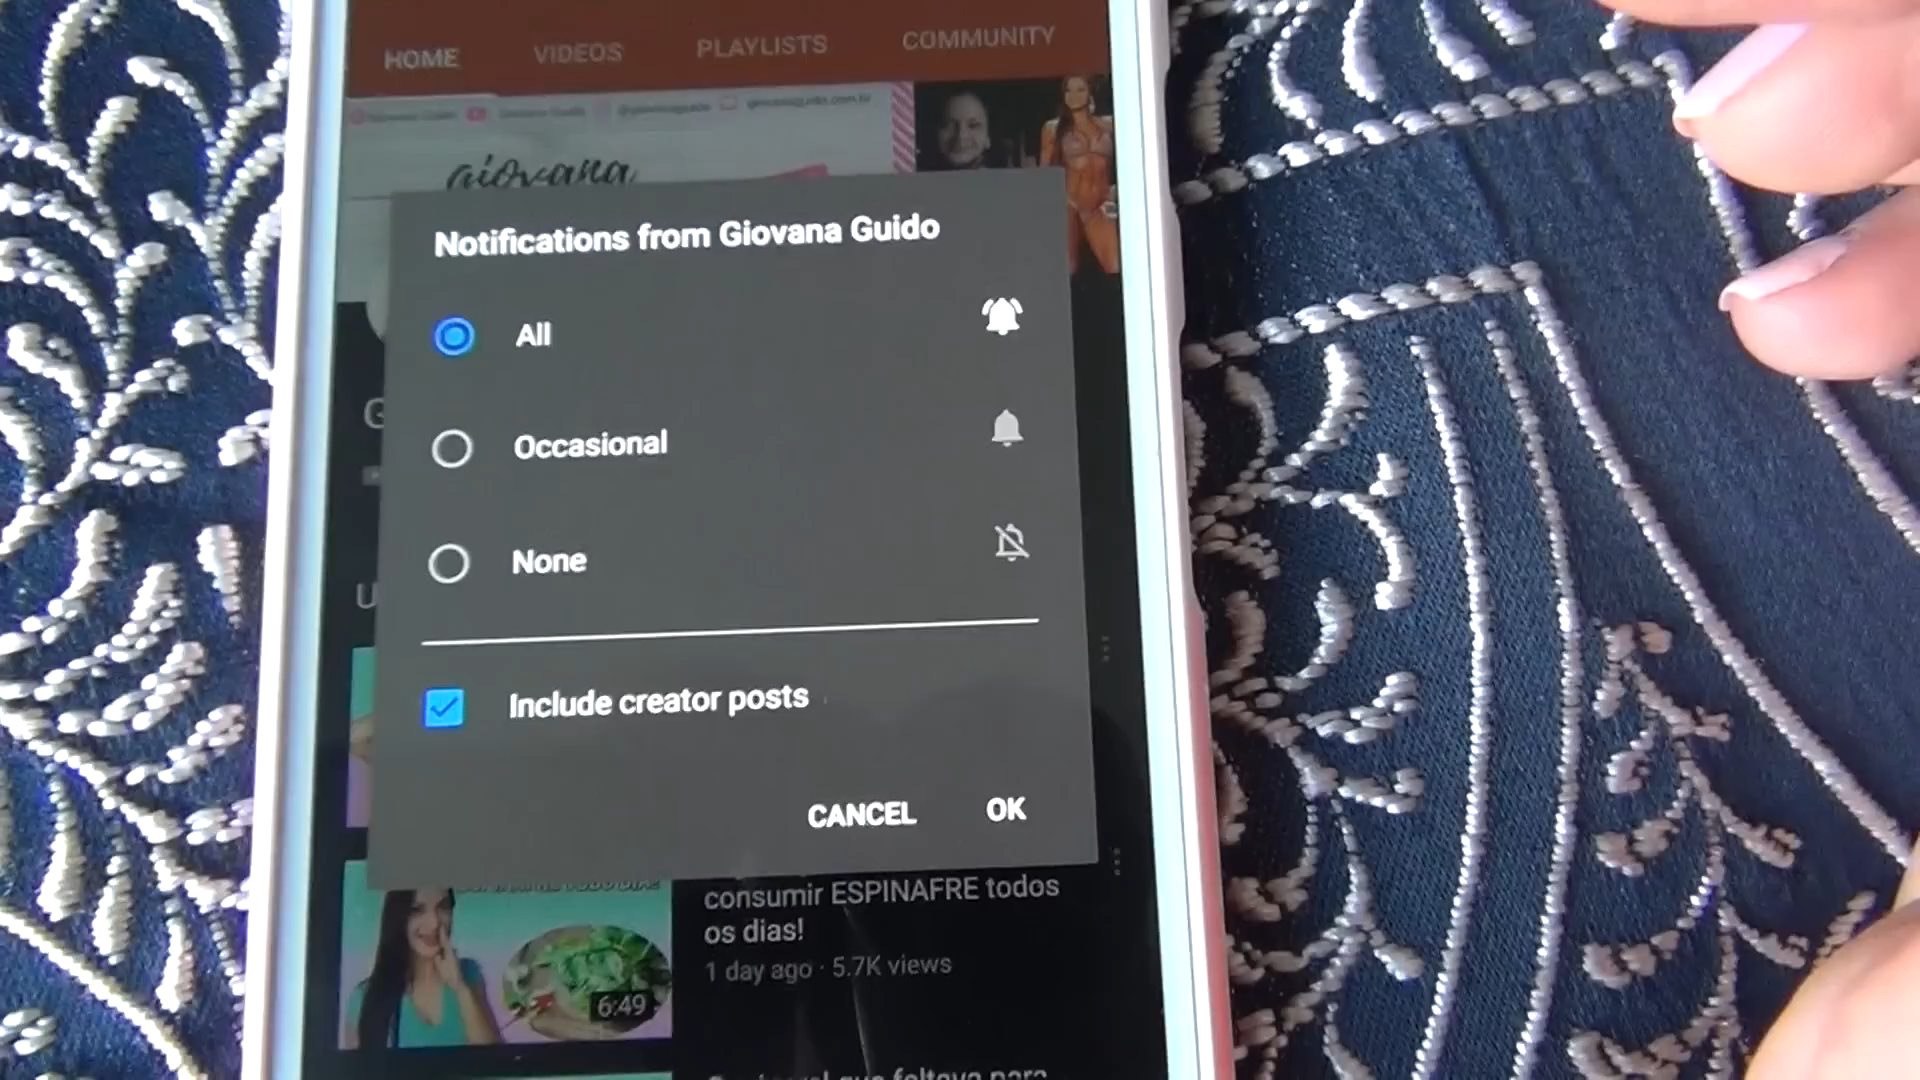 HOME VIDEOS PLAYLISTS COMMUNITY
giovana
Notifications from Giovana Guido
All
Occasional
None
Include creator posts
CANCEL OK
consumir ESPINAFRE todos
os dias!
1 day ago · 5.7K views
6:49